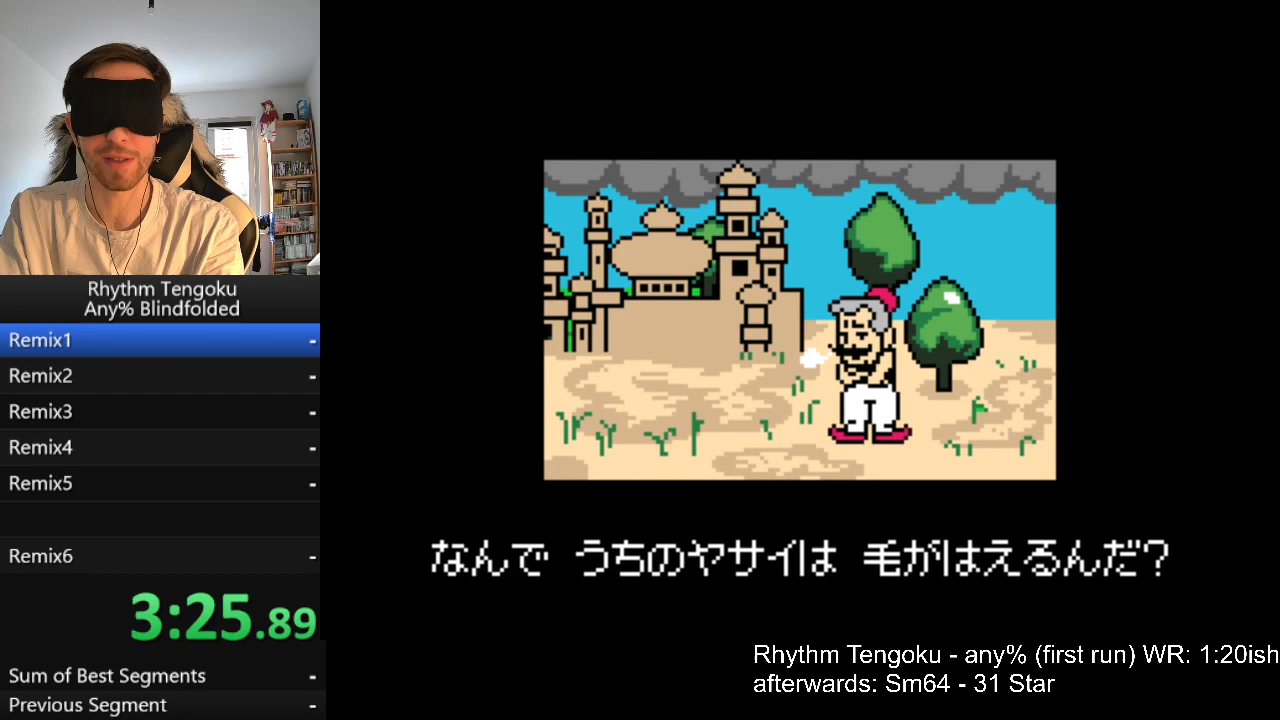 Rhythm Tengoku
Any% Blindfolded
Remix1 -
Remix2 -
Remix3 -
Remix4 -
Remix5 -
Remix6 -
3:25.89
Sum of Best Segments -
Previous Segment -
なんで うちのヤサイは 毛がはえるんだ?
Rhythm Tengoku - any% (first run) WR: 1:20ish
afterwards: Sm64 - 31 Star